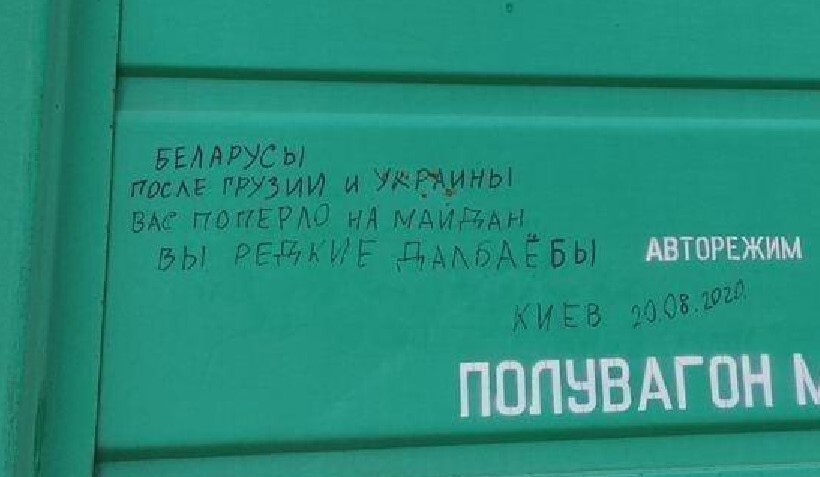 БЕЛАРУСЫ
ПОСЛЕ ГРУЗИИ И УКРАИНЫ
ВАС ПОПЕРЛО НА МАЙДАН
ВЫ РЕДКИЕ ДАЛБАЁБЫ
АВТОРЕЖИМ
КИЕВ 20.08.2020.
ПОЛУВАГОН М